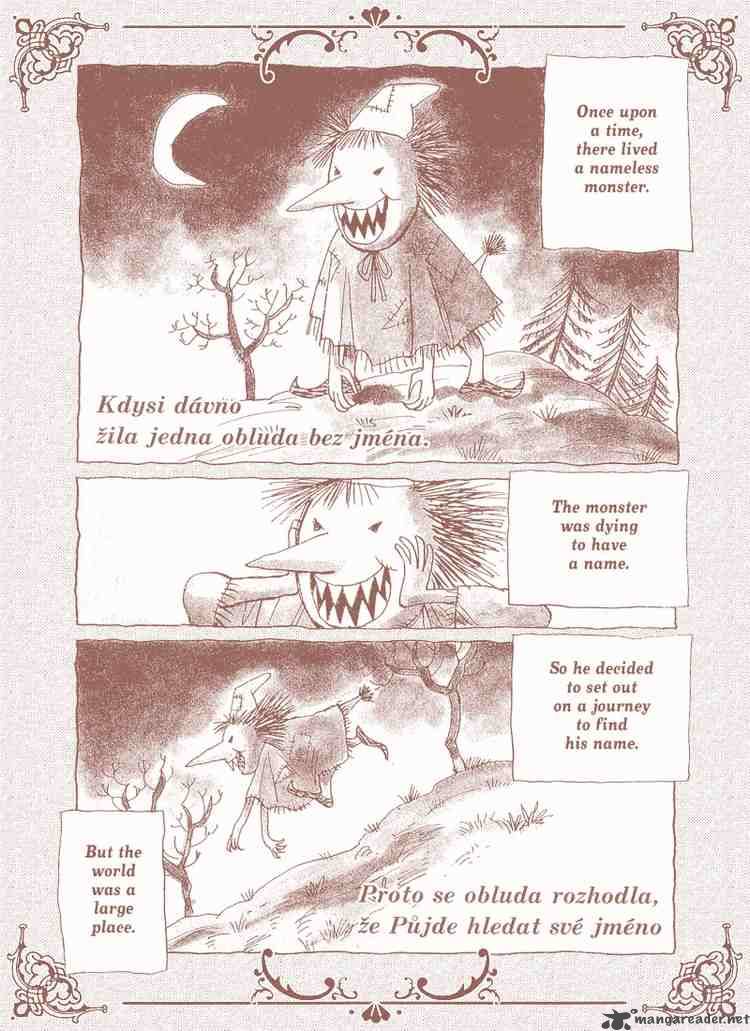 Once upon
a time,
there lived
a nameless
monster.
Kdysi dávno
žila jedna obluda bez jména.
The monster
was dying
to have
a name.
So he decided
to set out
on a journey
to find
his name.
But the
world
was a
large
place.
Proto se obluda rozhodla,
že Půjde hledat své jméno
mangareader.net